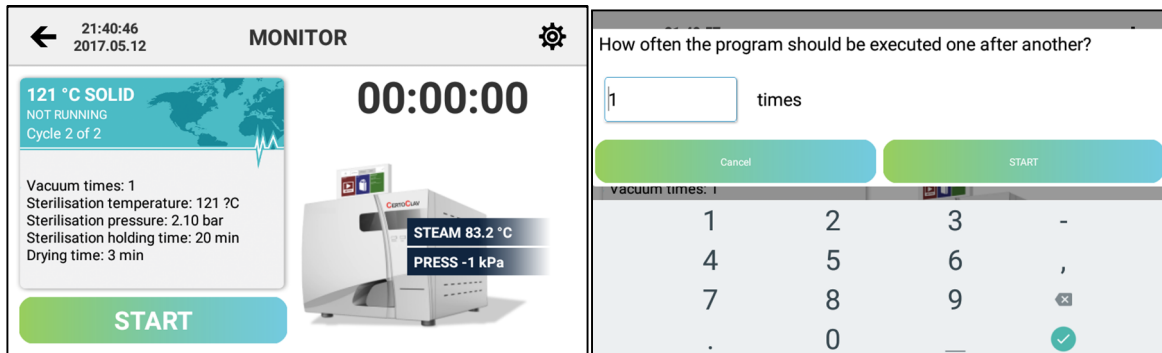 21:40:46
2017.05.12
MONITOR
121 °C SOLID
NOT RUNNING
Cycle 2 of 2
00:00:00
Vacuum times: 1
Sterilisation temperature: 121 ?C
Sterilisation pressure: 2.10 bar
Sterilisation holding time: 20 min
Drying time: 3 min
CERTOCLAV
STEAM 83.2 °C
PRESS -1 kPa
START
How often the program should be executed one after another?
1
times
Cancel
START
Vacuum times: 1
1 2 3 -
4 5 6 ,
7 8 9
. 0 _